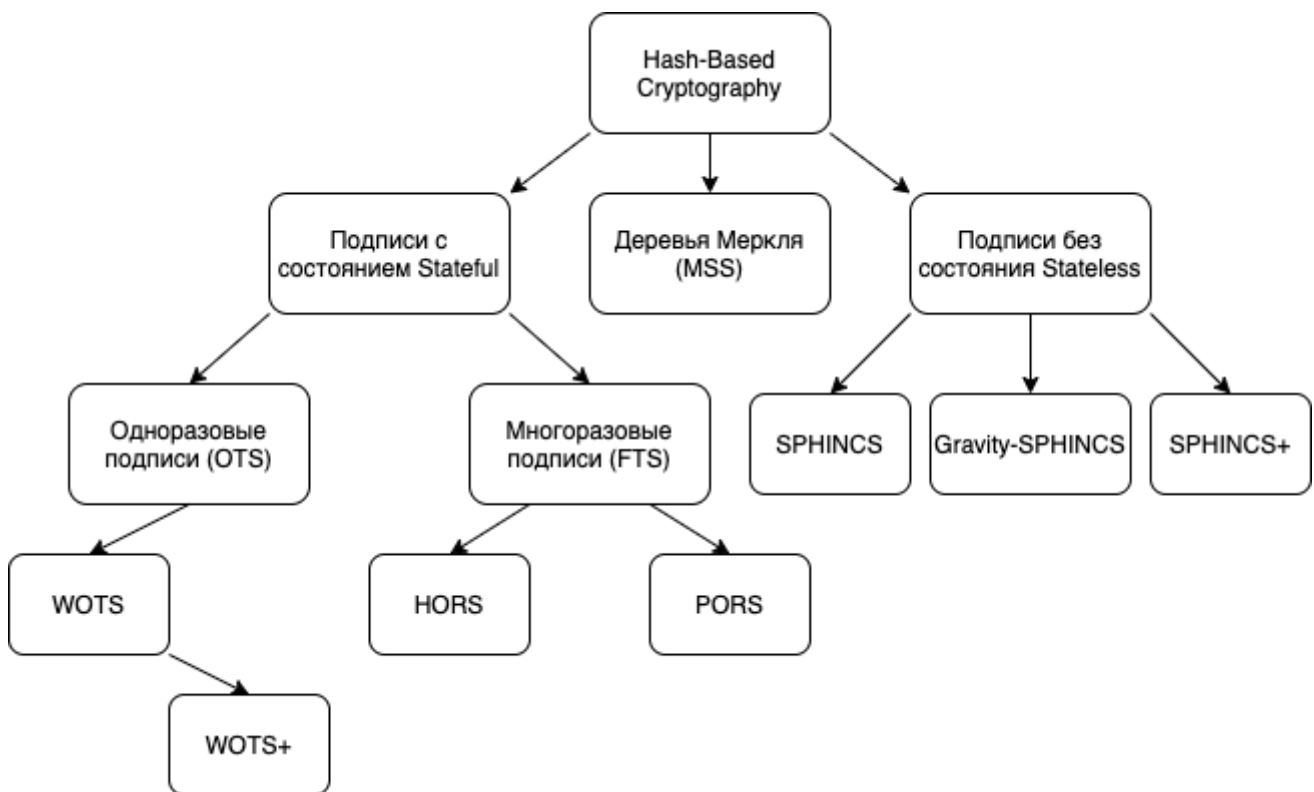 Hash-Based
Cryptography
Подписи с
состоянием Stateful
Деревья Меркля
(MSS)
Подписи без
состояния Stateless
Одноразовые
подписи (OTS)
Многоразовые
подписи (FTS)
SPHINCS
Gravity-SPHINCS
SPHINCS+
WOTS
HORS
PORS
WOTS+